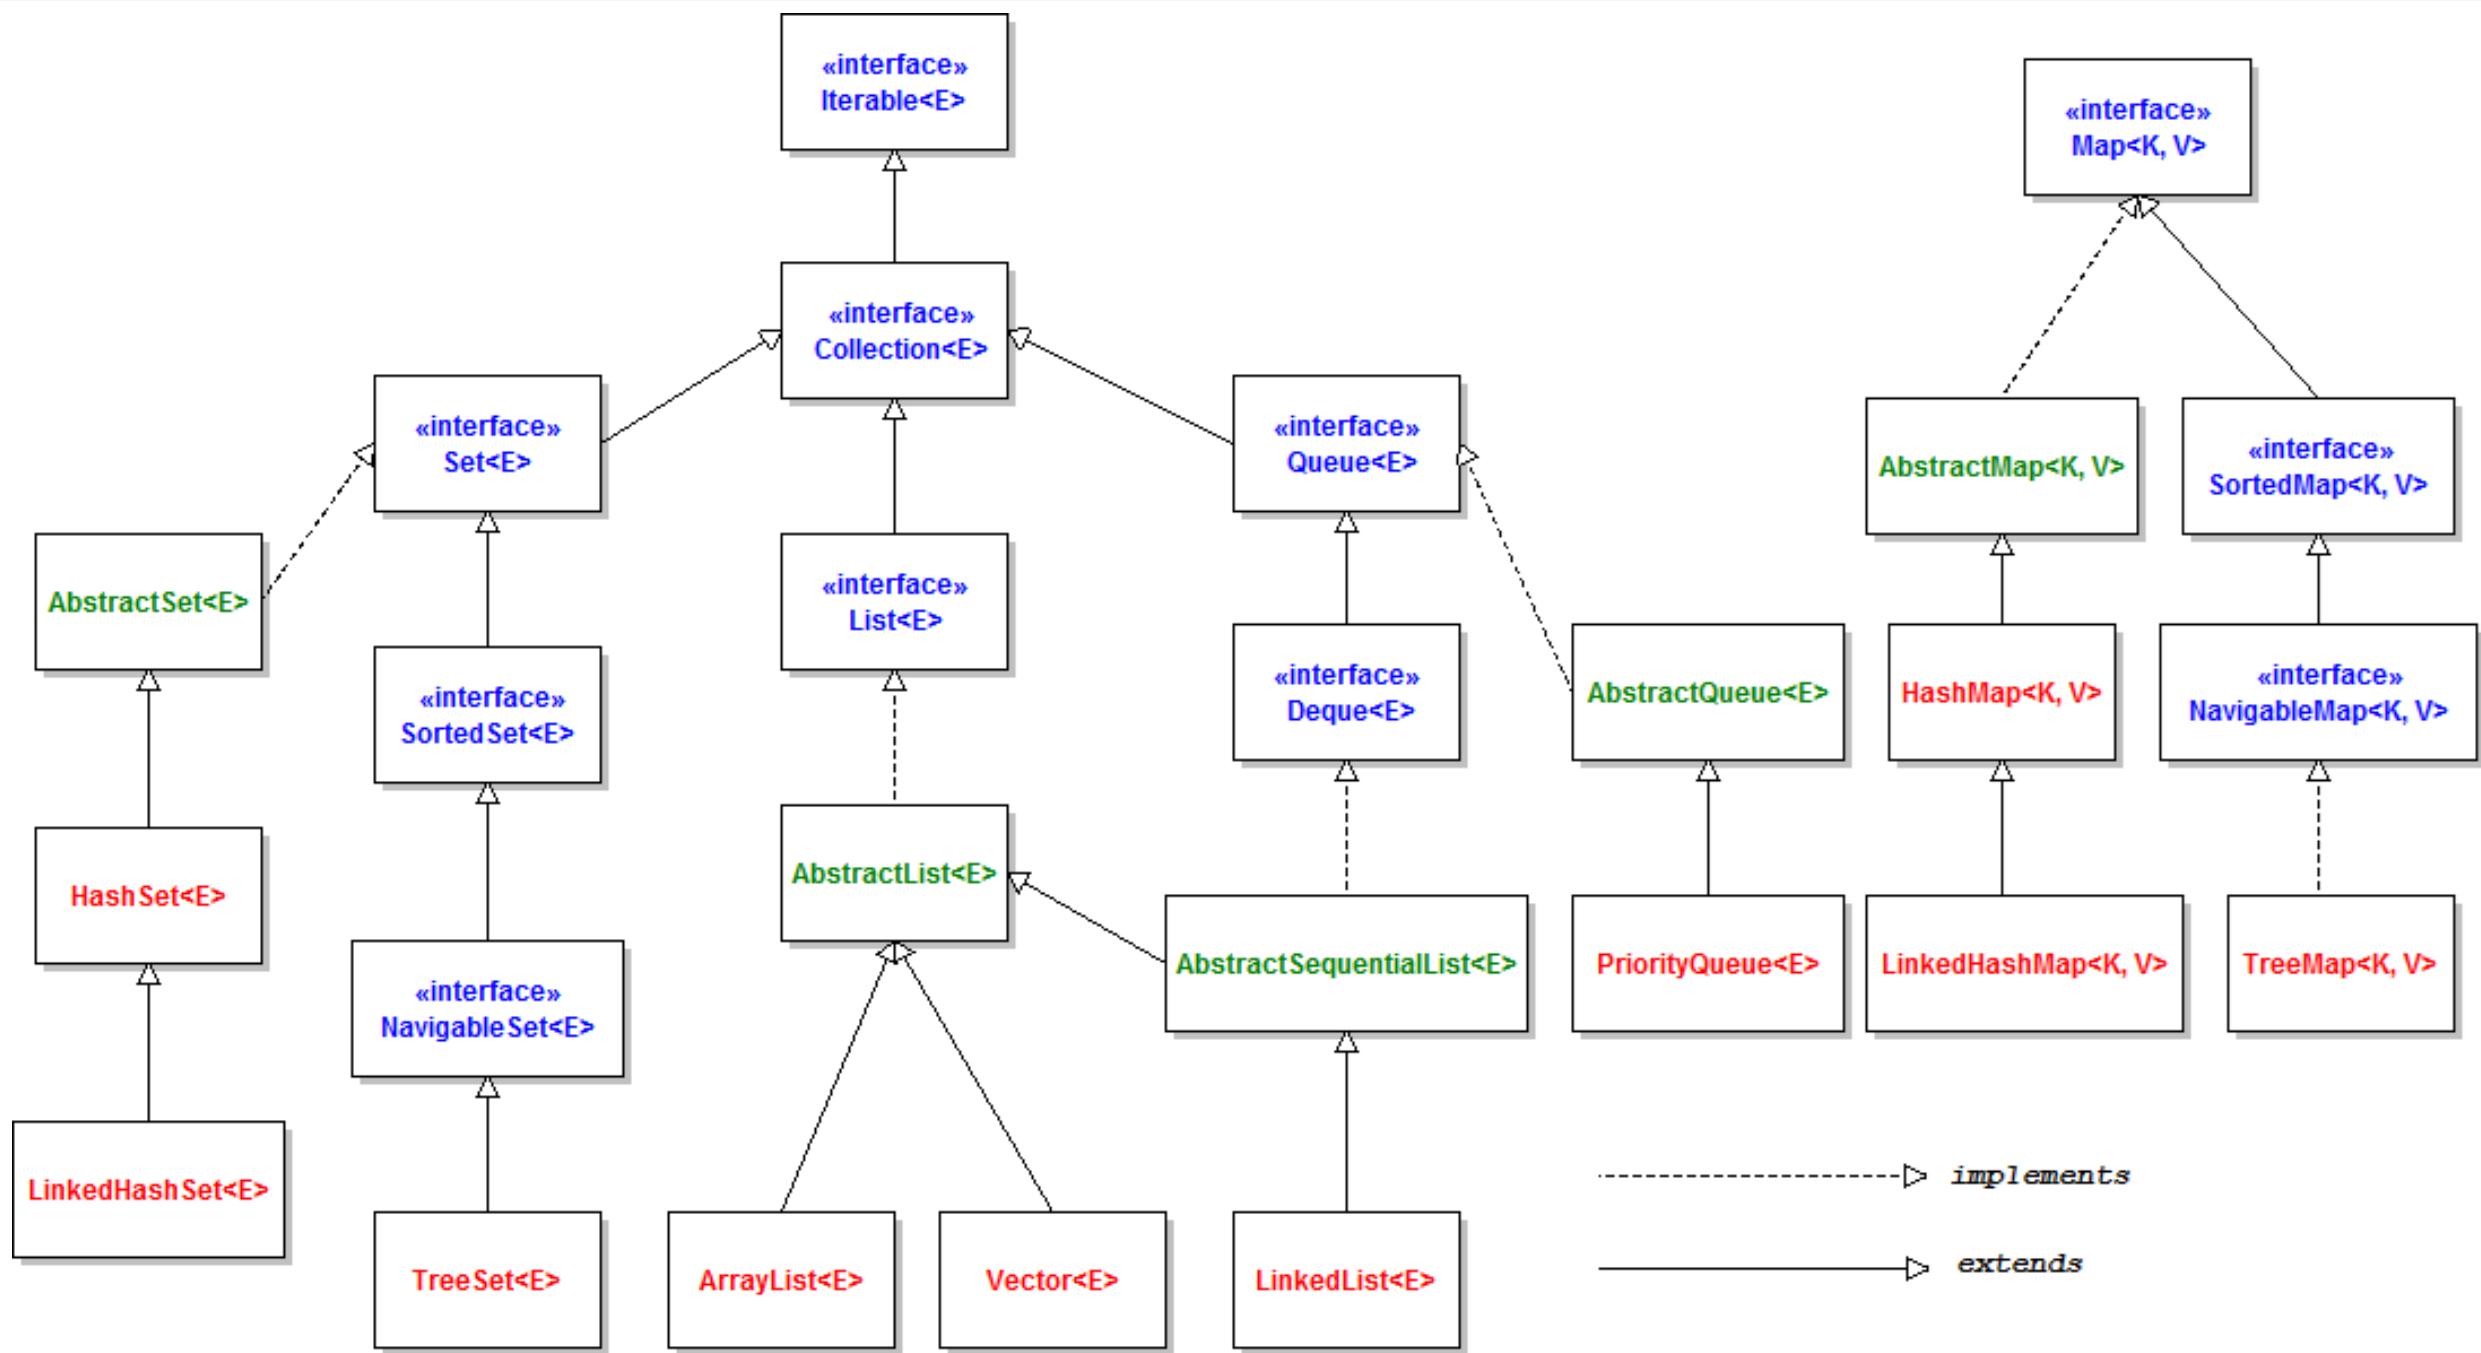 «interface»
Iterable<E>
«interface»
Map<K, V>
«interface»
Collection<E>
«interface»
Set<E>
«interface»
Queue<E>
AbstractMap<K, V>
«interface»
SortedMap<K, V>
AbstractSet<E>
«interface»
List<E>
«interface»
SortedSet<E>
«interface»
Deque<E>
AbstractQueue<E>
HashMap<K, V>
«interface»
NavigableMap<K, V>
HashSet<E>
AbstractList<E>
«interface»
NavigableSet<E>
AbstractSequentialList<E>
PriorityQueue<E>
LinkedHashMap<K, V>
TreeMap<K, V>
LinkedHashSet<E>
implements
extends
TreeSet<E>
ArrayList<E>
Vector<E>
LinkedList<E>